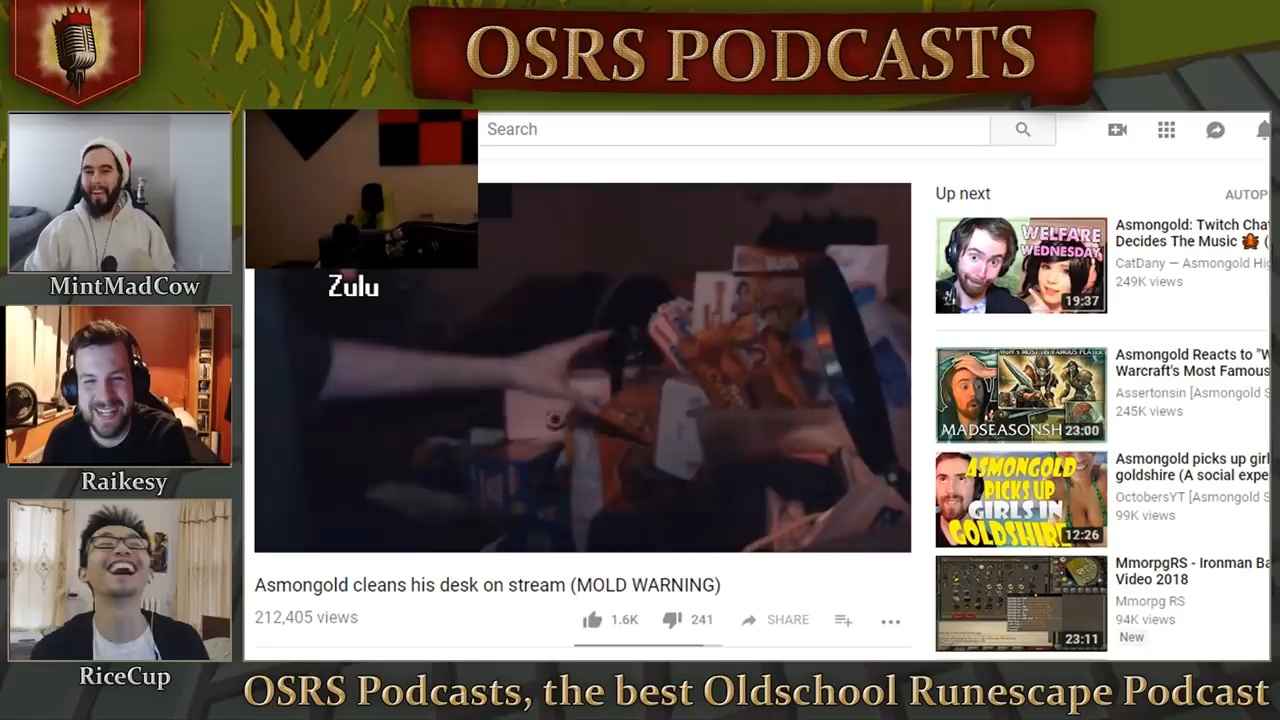 OSRS PODCASTS
Search
MintMadCow
Raikesy
RiceCup
Zulu
Asmongold cleans his desk on stream (MOLD WARNING)
212,405 views
1.6K
241
SHARE
Up next
AUTOP
WELFARE
WEDNESDAY
19:37
Asmongold: Twitch Cha
Decides The Music
CatDany — Asmongold Hig
249K views
MADSEASONSH
23:00
Asmongold Reacts to "W
Warcraft's Most Famous
Assertonsin [Asmongold S
245K views
ASMONGOLD
PICKS UP
GIRLS IN
GOLDSHIRE
12:26
Asmongold picks up girl
goldshire (A social expe
OctobersYT [Asmongold S
99K views
23:11
MmorpgRS - Ironman Ba
Video 2018
Mmorpg RS
94K views
New
OSRS Podcasts, the best Oldschool Runescape Podcast